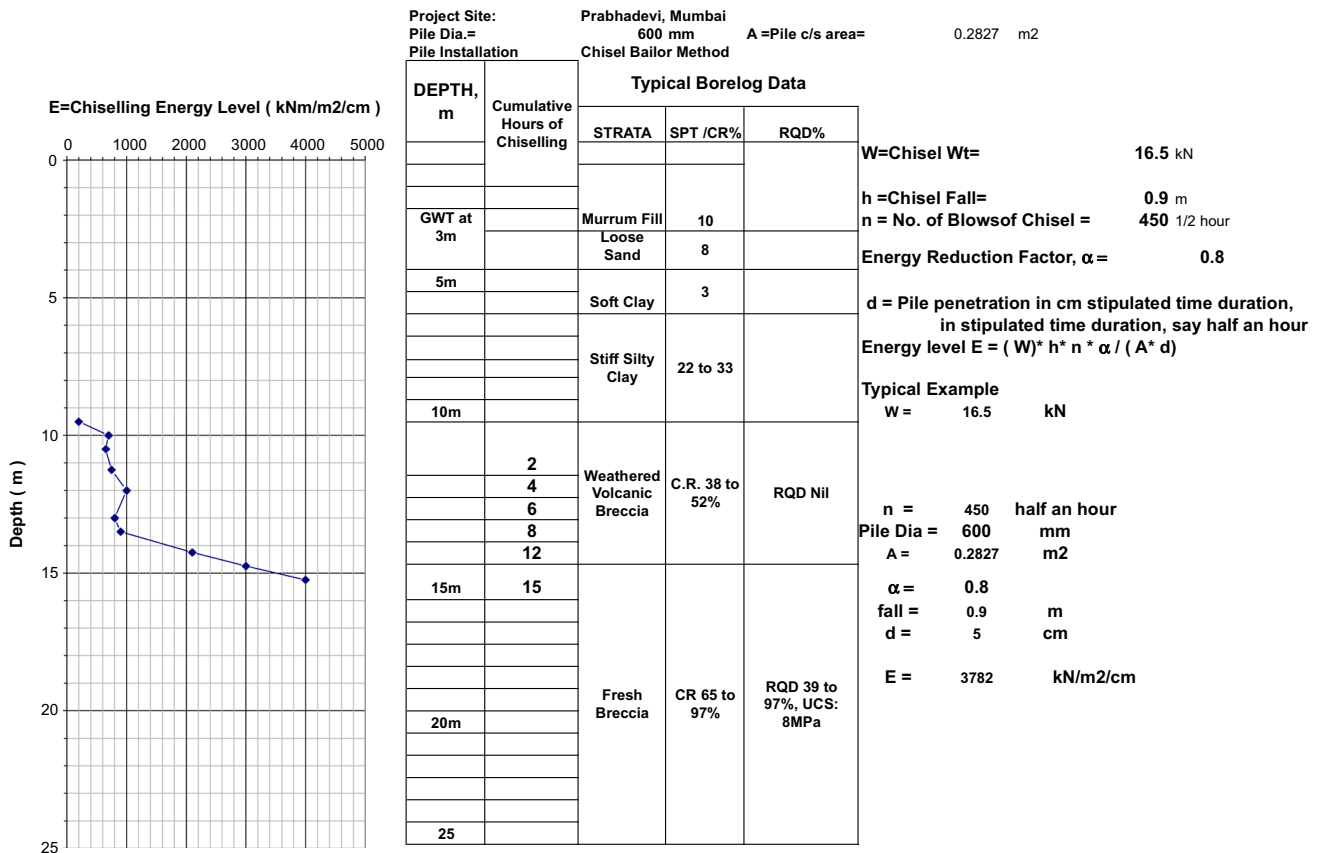 Project Site: Prabhadevi, Mumbai
Pile Dia.= 600 mm A =Pile c/s area= 0.2827 m2
Pile Installation Chisel Bailor Method
E=Chiselling Energy Level ( kNm/m2/cm )
0 1000 2000 3000 4000 5000
0
5
10
15
20
25
Depth ( m )
DEPTH,
m
Cumulative
Hours of
Chiselling
Typical Borelog Data
STRATA SPT /CR% RQD%
GWT at
3m
Murrum Fill 10
Loose
Sand
8
5m
Soft Clay
3
Stiff Silty
Clay
22 to 33
10m
2
4
6
8
12
Weathered
Volcanic
Breccia
C.R. 38 to
52%
RQD Nil
15m 15
Fresh
Breccia
CR 65 to
97%
RQD 39 to
97%, UCS:
8MPa
20m
25
W=Chisel Wt= 16.5 kN
h =Chisel Fall= 0.9 m
n = No. of Blowsof Chisel = 450 1/2 hour
Energy Reduction Factor, α = 0.8
d = Pile penetration in cm stipulated time duration,
in stipulated time duration, say half an hour
Energy level E = ( W)* h* n * α / ( A* d)
Typical Example
W = 16.5 kN
n = 450 half an hour
Pile Dia = 600 mm
A = 0.2827 m2
α = 0.8
fall = 0.9 m
d = 5 cm
E = 3782 kN/m2/cm